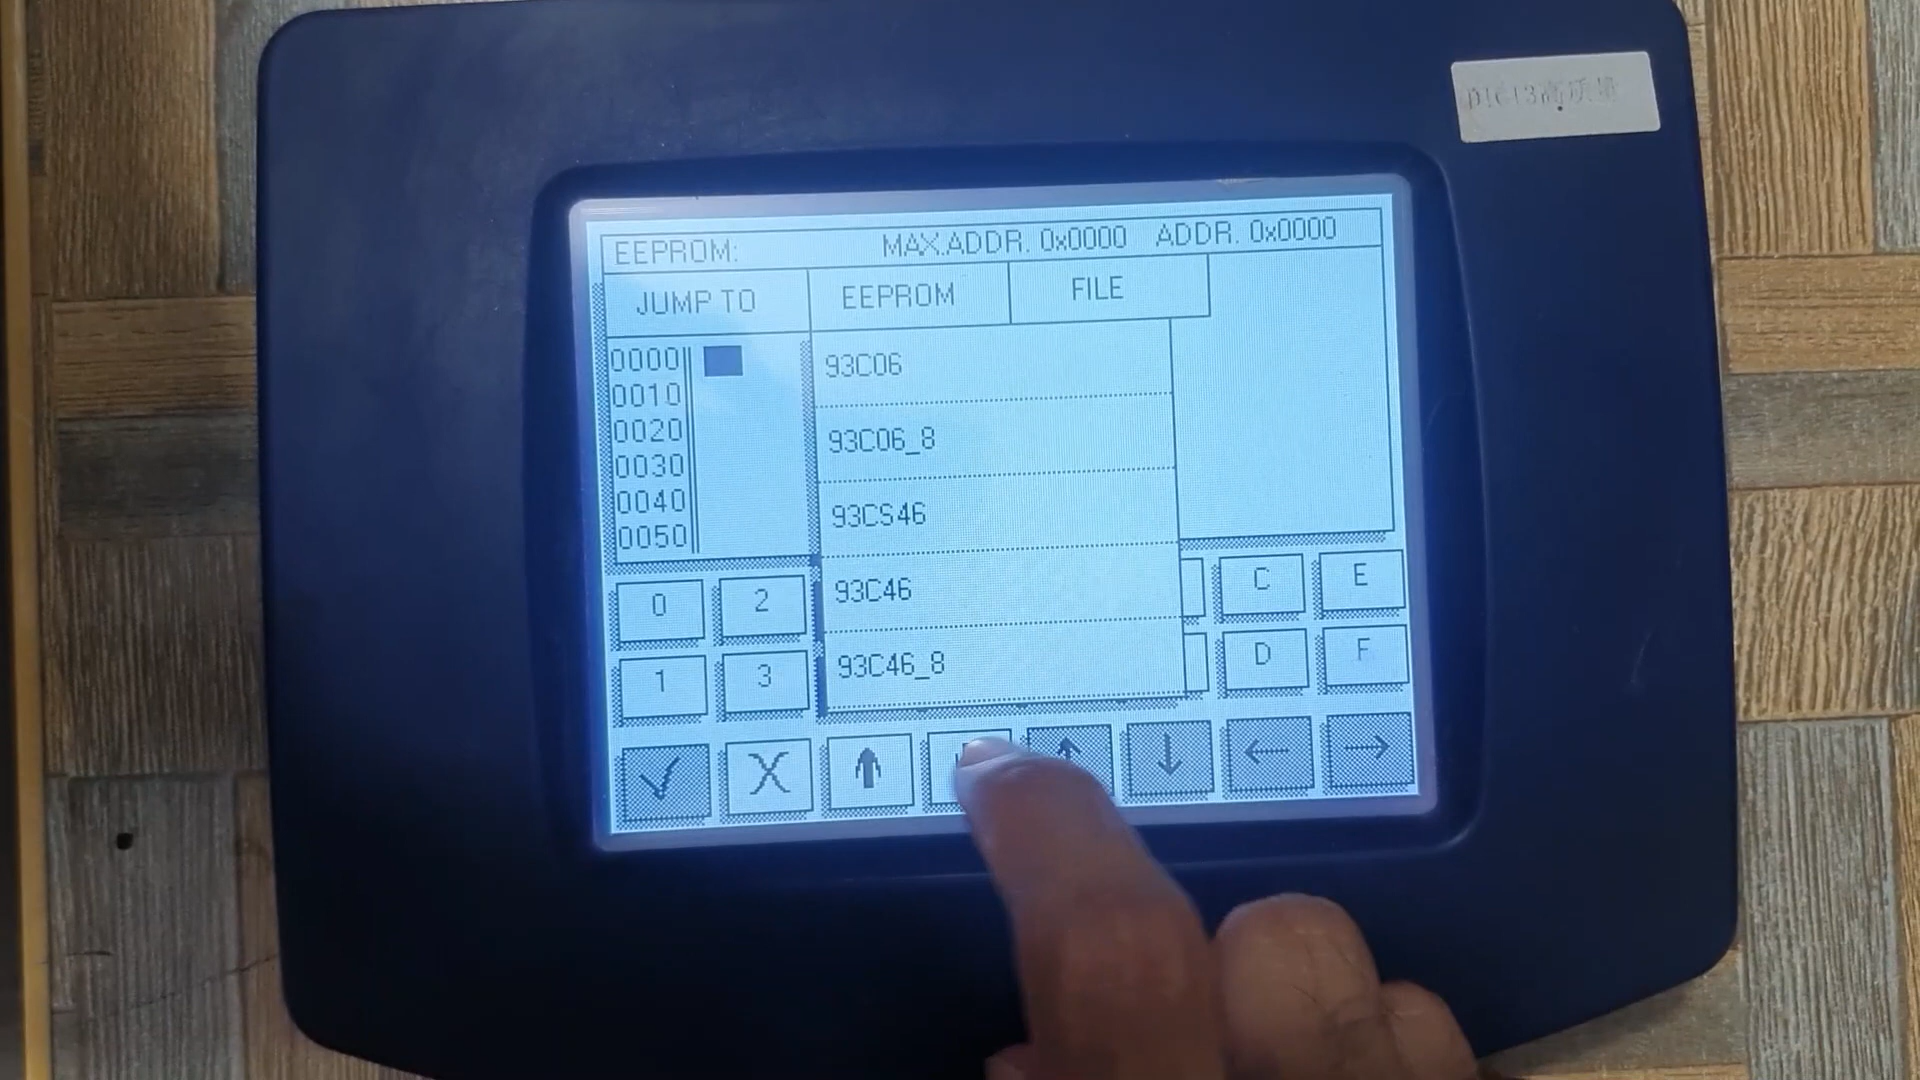 EEPROM: MAX.ADDR. 0x0000 ADDR. 0x0000
JUMP TO EEPROM FILE
0000
0010
0020
0030
0040
0050
93C06
93C06_8
93CS46
93C46
93C46_8
0 2 C E
1 3 D F
X